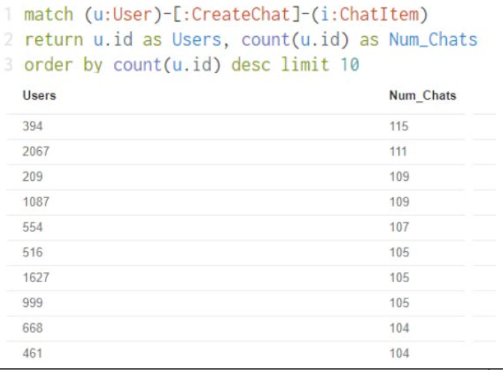 1 match (u:User)-[:CreateChat]-(i:ChatItem)
2 return u.id as Users, count(u.id) as Num_Chats
3 order by count(u.id) desc limit 10
Users Num_Chats
394 115
2067 111
209 109
1087 109
554 107
516 105
1627 105
999 105
668 104
461 104